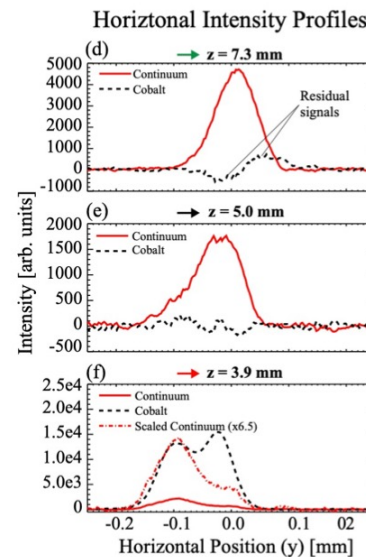 Horiztonal Intensity Profiles
(d) z = 7.3 mm
5000
4000
3000
2000
1000
0
-1000
Continuum
Cobalt
Residual
signals
(e) z = 5.0 mm
2000
1500
1000
500
0
-500
Continuum
Cobalt
Intensity [arb. units]
(f) z = 3.9 mm
2.5e4
2.0e4
1.5e4
1.0e4
5.0e3
0
Continuum
Cobalt
Scaled Continuum (x6.5)
-0.2 -0.1 0.0 0.1 0.2
Horizontal Position (y) [mm]